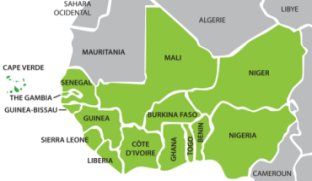 SAHARA
OCCIDENTAL
ALGERIE
LIBYE
MAURITANIA
MALI
NIGER
CAPE VERDE
SENEGAL
THE GAMBIA
GUINEA-BISSAU
GUINEA
BURKINA FASO
SIERRA LEONE
LIBERIA
CÔTE
D'IVOIRE
GHANA
TOGO
BENIN
NIGERIA
CAMEROUN